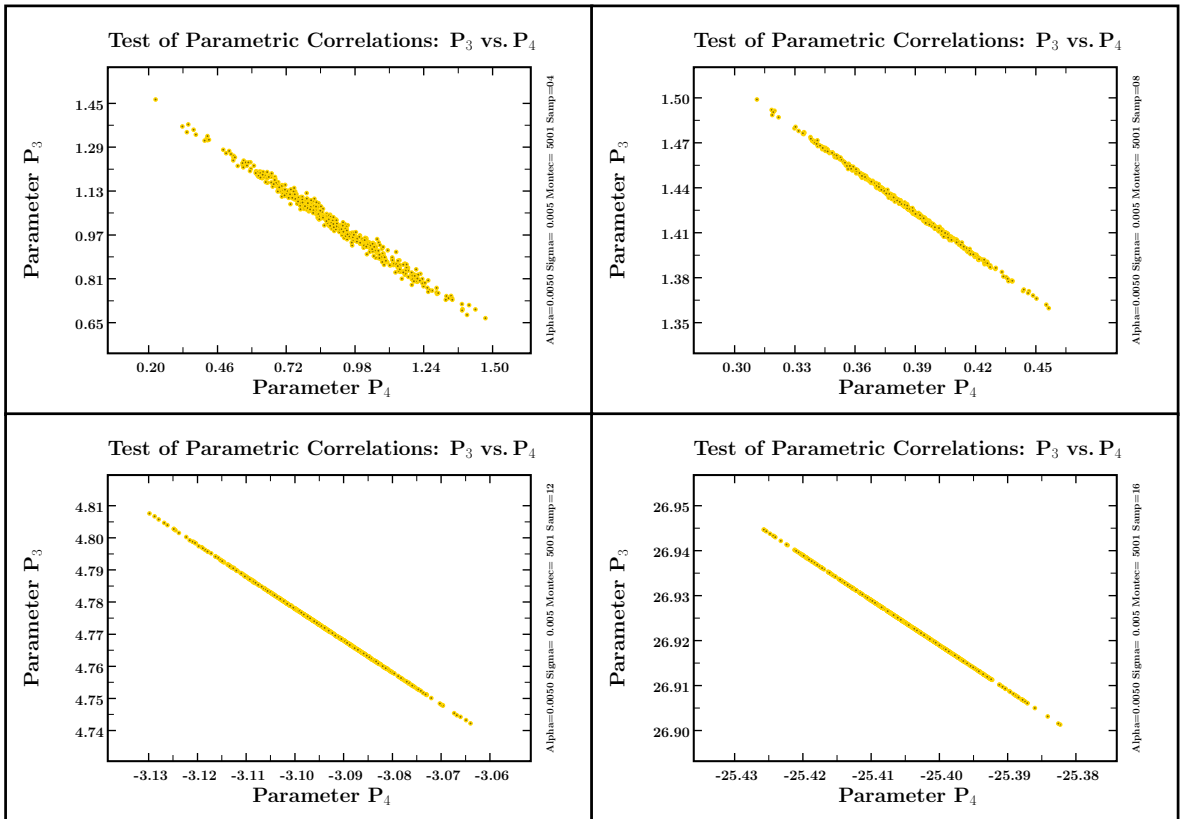 Test of Parametric Correlations: P₃ vs. P₄
Parameter P₃
1.45
1.29
1.13
0.97
0.81
0.65
0.20 0.46 0.72 0.98 1.24 1.50
Parameter P₄
Alpha=0.0050 Sigma= 0.005 Montec= 5001 Samp=04
Test of Parametric Correlations: P₃ vs. P₄
Parameter P₃
1.50
1.47
1.44
1.41
1.38
1.35
0.30 0.33 0.36 0.39 0.42 0.45
Parameter P₄
Alpha=0.0050 Sigma= 0.005 Montec= 5001 Samp=08
Test of Parametric Correlations: P₃ vs. P₄
Parameter P₃
4.81
4.80
4.79
4.78
4.77
4.76
4.75
4.74
-3.13 -3.12 -3.11 -3.10 -3.09 -3.08 -3.07 -3.06
Parameter P₄
Alpha=0.0050 Sigma= 0.005 Montec= 5001 Samp=12
Test of Parametric Correlations: P₃ vs. P₄
Parameter P₃
26.95
26.94
26.93
26.92
26.91
26.90
-25.43 -25.42 -25.41 -25.40 -25.39 -25.38
Parameter P₄
Alpha=0.0050 Sigma= 0.005 Montec= 5001 Samp=16